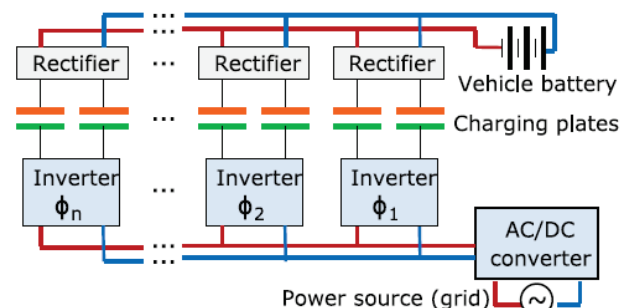 ...
...
Rectifier ... Rectifier Rectifier
Vehicle battery
... Charging plates
Inverter ϕn ... Inverter ϕ2 Inverter ϕ1
AC/DC converter
...
...
Power source (grid) ~